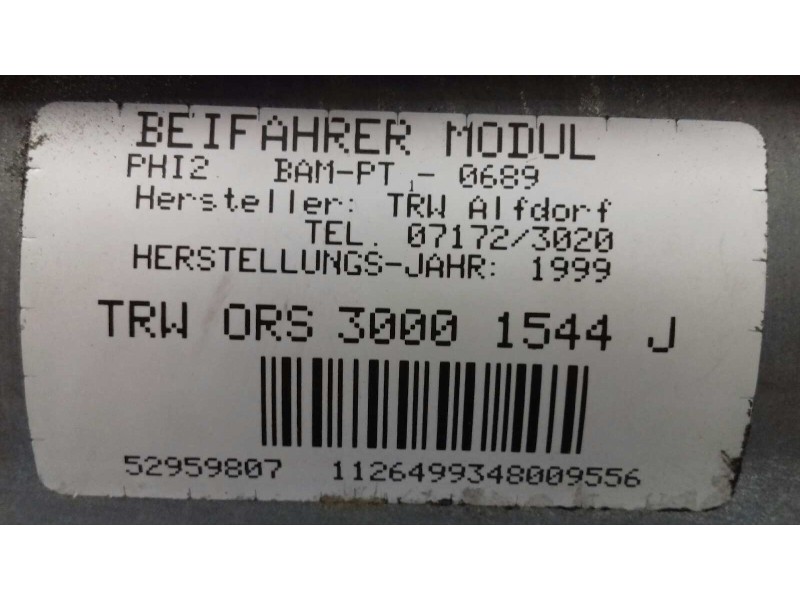 BEIFAHRER MODUL
PHI2 BAM-PT1- 0689
Hersteller: TRW Alfdorf
TEL. 07172/3020
HERSTELLUNGS-JAHR: 1999
TRW ORS 3000 1544 J
52959807 1126499348009556